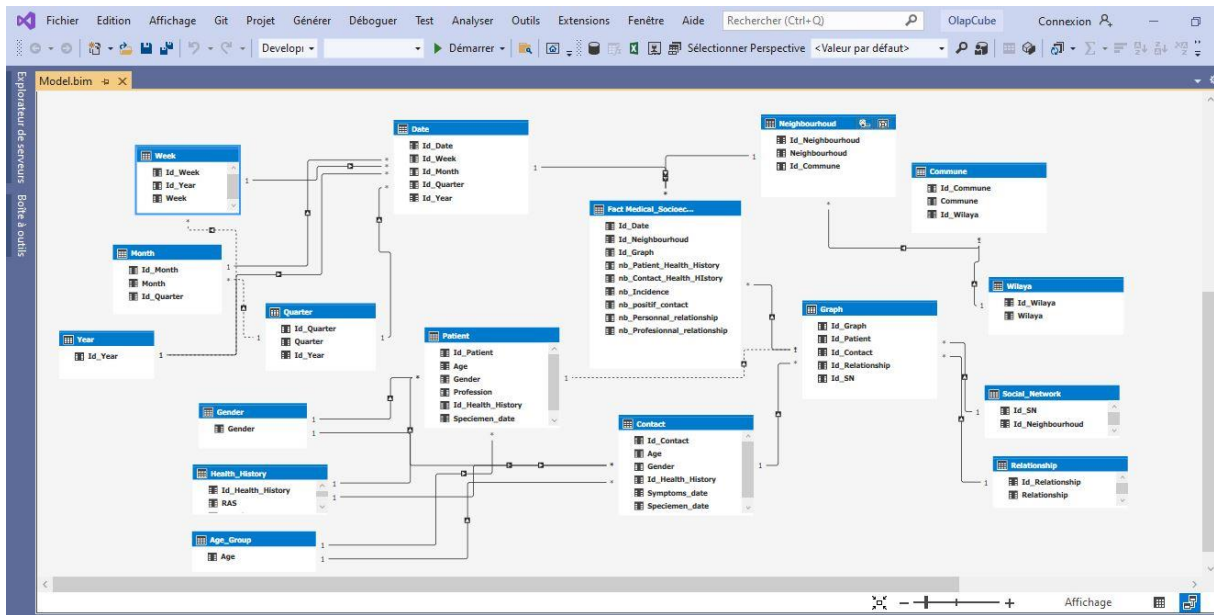 Fichier Edition Affichage Git Projet Générer Déboguer Test Analyser Outils Extensions Fenêtre Aide Rechercher (Ctrl+Q) OlapCube Connexion
Developi Démarrer Sélectionner Perspective <Valeur par défaut>
Explorateur de serveurs
Boîte à outils
Model.bim
Week
Id_Week
Id_Year
Week
Date
Id_Date
Id_Week
Id_Month
Id_Quarter
Id_Year
Neighbourhoud
Id_Neighbourhoud
Neighbourhoud
Id_Commune
Commune
Id_Commune
Commune
Id_Wilaya
Month
Id_Month
Month
Id_Quarter
Fact Medical_Socioec...
Id_Date
Id_Neighbourhoud
Id_Graph
nb_Patient_Health_History
nb_Contact_Health_HIstory
nb_Incidence
nb_positif_contact
nb_Personnal_relationship
nb_Profesionnal_relationship
Wilaya
Id_Wilaya
Wilaya
Year
Id_Year
Quarter
Id_Quarter
Quarter
Id_Year
Patient
Id_Patient
Age
Gender
Profession
Id_Health_History
Speciemen_date
Graph
Id_Graph
Id_Patient
Id_Contact
Id_Relationship
Id_SN
Gender
Gender
Contact
Id_Contact
Age
Gender
Id_Health_History
Symptoms_date
Speciemen_date
Social_Network
Id_SN
Id_Neighbourhoud
Health_History
Id_Health_History
RAS
Relationship
Id_Relationship
Relationship
Age_Group
Age
Affichage